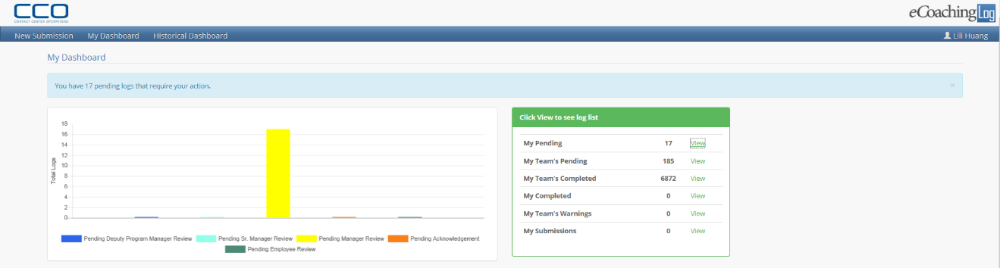 CCO
CONTACT CENTER OPERATIONS
eCoachingLog
New Submission My Dashboard Historical Dashboard Lili Huang
My Dashboard
You have 17 pending logs that require your action. ×
Click View to see log list
18
16
14
12
10
8
6
4
2
0
Total Logs
Pending Deputy Program Manager Review Pending Sr. Manager Review Pending Manager Review Pending Acknowledgement
Pending Employee Review
My Pending 17 View
My Team's Pending 185 View
My Team's Completed 6872 View
My Completed 0 View
My Team's Warnings 0 View
My Submissions 0 View